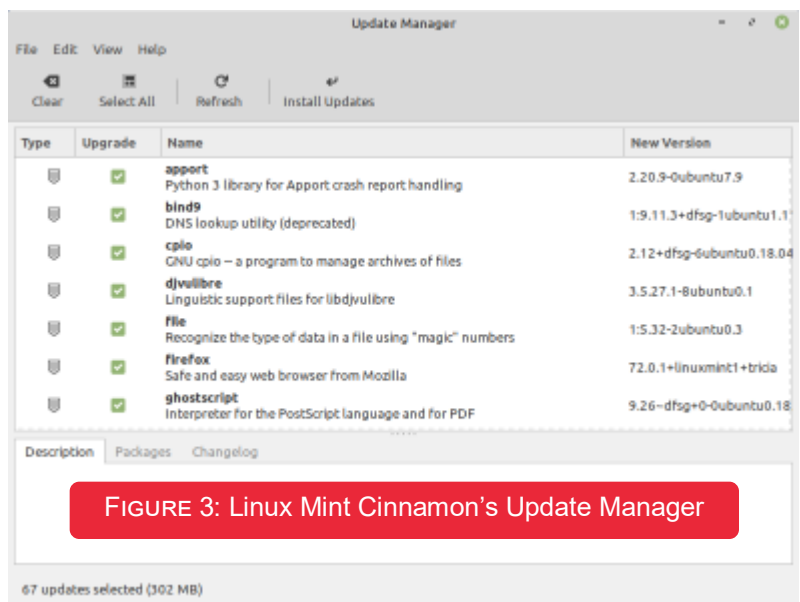 Update Manager
File Edit View Help
Clear Select All Refresh Install Updates
Type Upgrade Name New Version
apport
Python 3 library for Apport crash report handling
2.20.9-0ubuntu7.9
bind9
DNS lookup utility (deprecated)
1:9.11.3+dfsg-1ubuntu1.1
cpio
GNU cpio -- a program to manage archives of files
2.12+dfsg-6ubuntu0.18.04
djvulibre
Linguistic support files for libdjvulibre
3.5.27.1-8ubuntu0.1
file
Recognize the type of data in a file using "magic" numbers
1:5.32-2ubuntu0.3
firefox
Safe and easy web browser from Mozilla
72.0.1+linuxmint1+tricia
ghostscript
Interpreter for the PostScript language and for PDF
9.26~dfsg+0-0ubuntu0.18
Description Packages Changelog
FIGURE 3: Linux Mint Cinnamon's Update Manager
67 updates selected (302 MB)